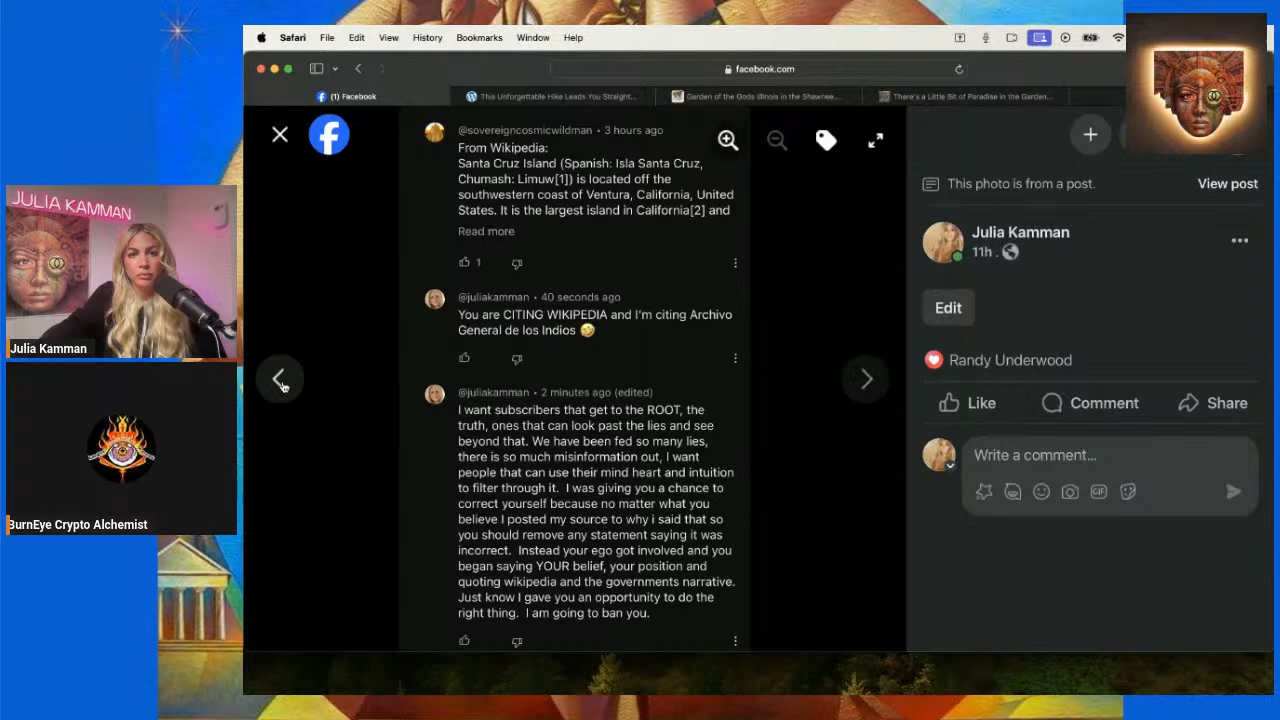 Safari File Edit View History Bookmarks Window Help
facebook.com
(1) Facebook
This Unforgettable Hike Leads You Straight...
Garden of the Gods Illinois in the Shawnee...
There's a Little Bit of Paradise in the Garden...
@sovereigncosmicwildman • 3 hours ago
From Wikipedia:
Santa Cruz Island (Spanish: Isla Santa Cruz,
Chumash: Limuw[1]) is located off the
southwestern coast of Ventura, California, United
States. It is the largest island in California[2] and
Read more
1
@juliakamman • 40 seconds ago
You are CITING WIKIPEDIA and I'm citing Archivo
General de los Indios 🤣
@juliakamman • 2 minutes ago (edited)
I want subscribers that get to the ROOT, the
truth, ones that can look past the lies and see
beyond that. We have been fed so many lies,
there is so much misinformation out, I want
people that can use their mind heart and intuition
to filter through it. I was giving you a chance to
correct yourself because no matter what you
believe I posted my source to why i said that so
you should remove any statement saying it was
incorrect. Instead your ego got involved and you
began saying YOUR belief, your position and
quoting wikipedia and the governments narrative.
Just know I gave you an opportunity to do the
right thing. I am going to ban you.
This photo is from a post.
View post
Julia Kamman
11h
Edit
Randy Underwood
Like
Comment
Share
Write a comment...
GIF
JULIA KAMMAN
Julia Kamman
BurnEye Crypto Alchemist